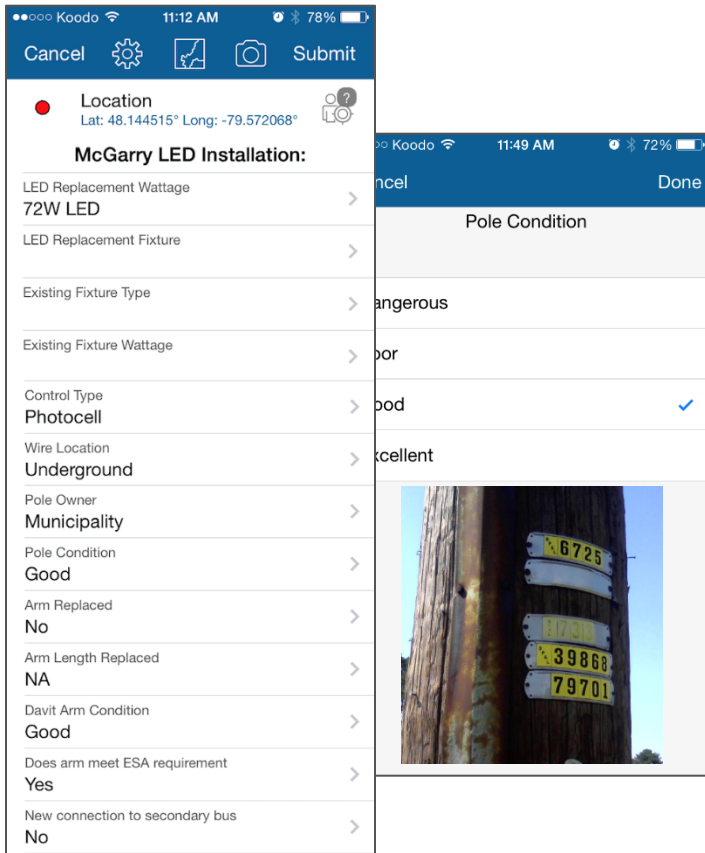 Koodo 11:12 AM 78%
Cancel Submit
Location
Lat: 48.144515° Long: -79.572068°
McGarry LED Installation:
LED Replacement Wattage
72W LED
LED Replacement Fixture
Existing Fixture Type
Existing Fixture Wattage
Control Type
Photocell
Wire Location
Underground
Pole Owner
Municipality
Pole Condition
Good
Arm Replaced
No
Arm Length Replaced
NA
Davit Arm Condition
Good
Does arm meet ESA requirement
Yes
New connection to secondary bus
No
Koodo 11:49 AM 72%
ncel Done
Pole Condition
angerous
oor
ood
xcellent
6725
39868
79701